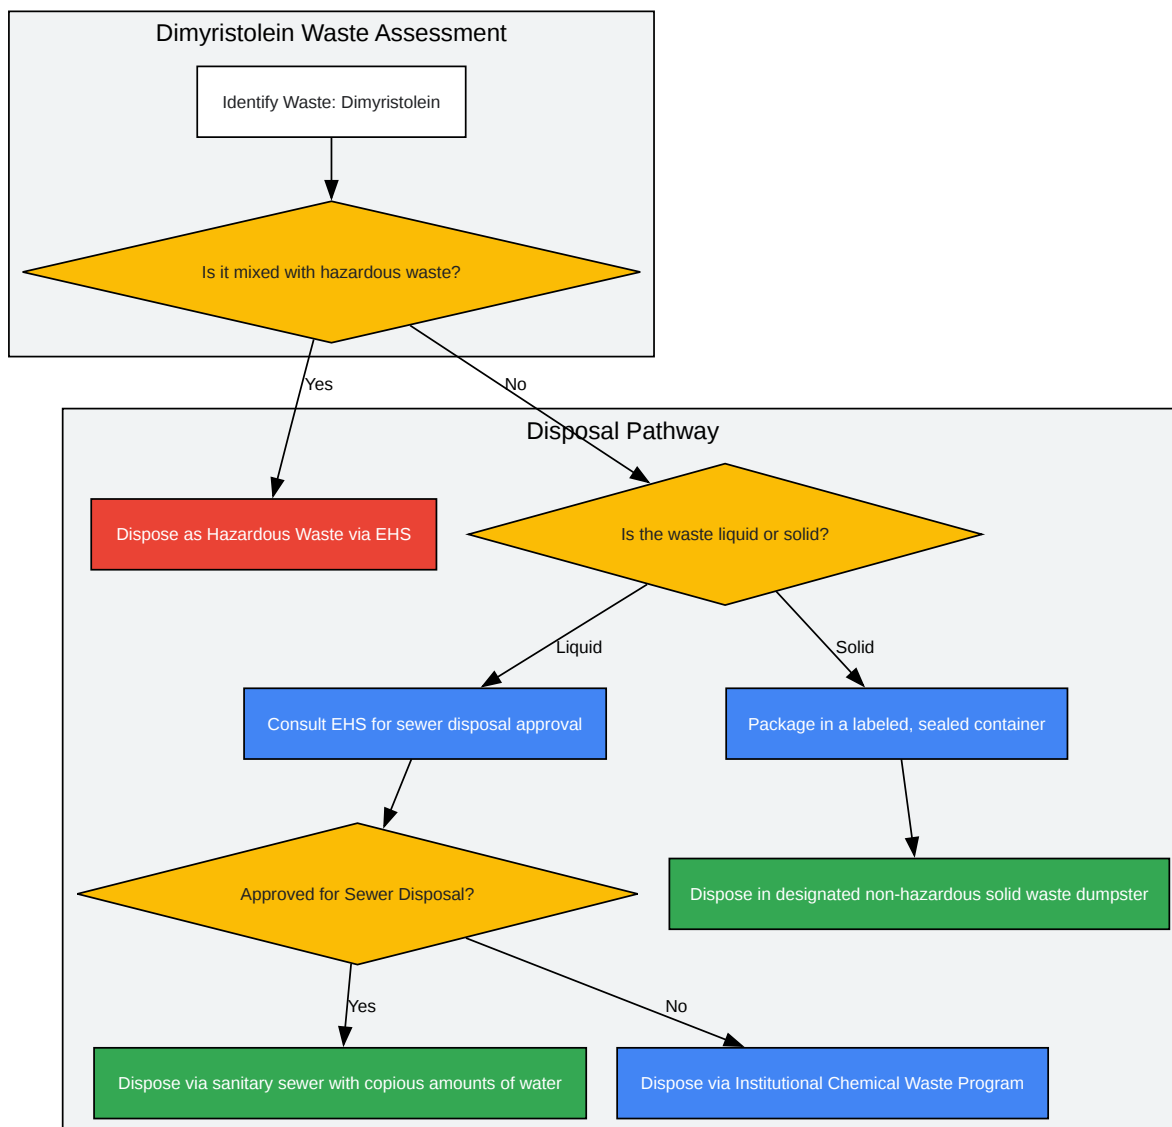 Dimyristolein Waste Assessment
Identify Waste: Dimyristolein
Is it mixed with hazardous waste?
Yes
No
Disposal Pathway
Dispose as Hazardous Waste via EHS
Is the waste liquid or solid?
Liquid
Solid
Consult EHS for sewer disposal approval
Package in a labeled, sealed container
Approved for Sewer Disposal?
Dispose in designated non-hazardous solid waste dumpster
Yes
No
Dispose via sanitary sewer with copious amounts of water
Dispose via Institutional Chemical Waste Program